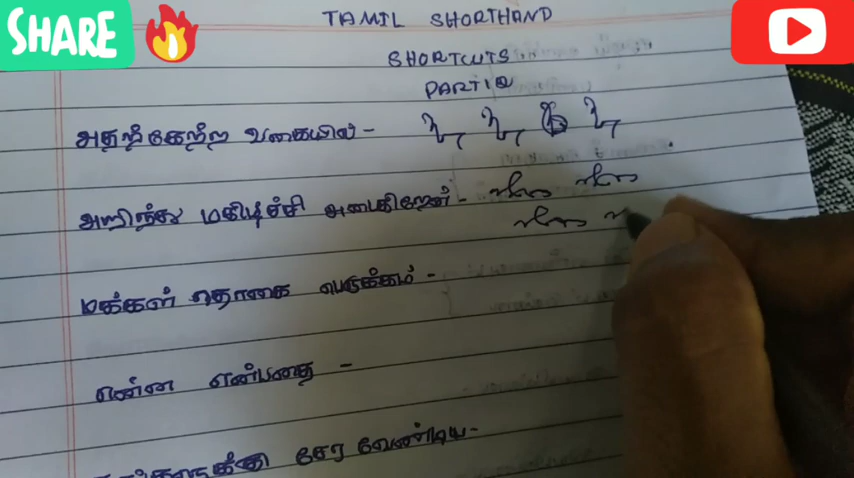 SHARE
TAMIL SHORTHAND
SHORTCUTS
PART
அதற்கேற்ற வகையில் -
அறிந்து மகிழ்ச்சி அடைகிறேன் -
மக்கள் தொகை பெருக்கம் -
என்ன என்பதை -
சேர வேண்டிய -